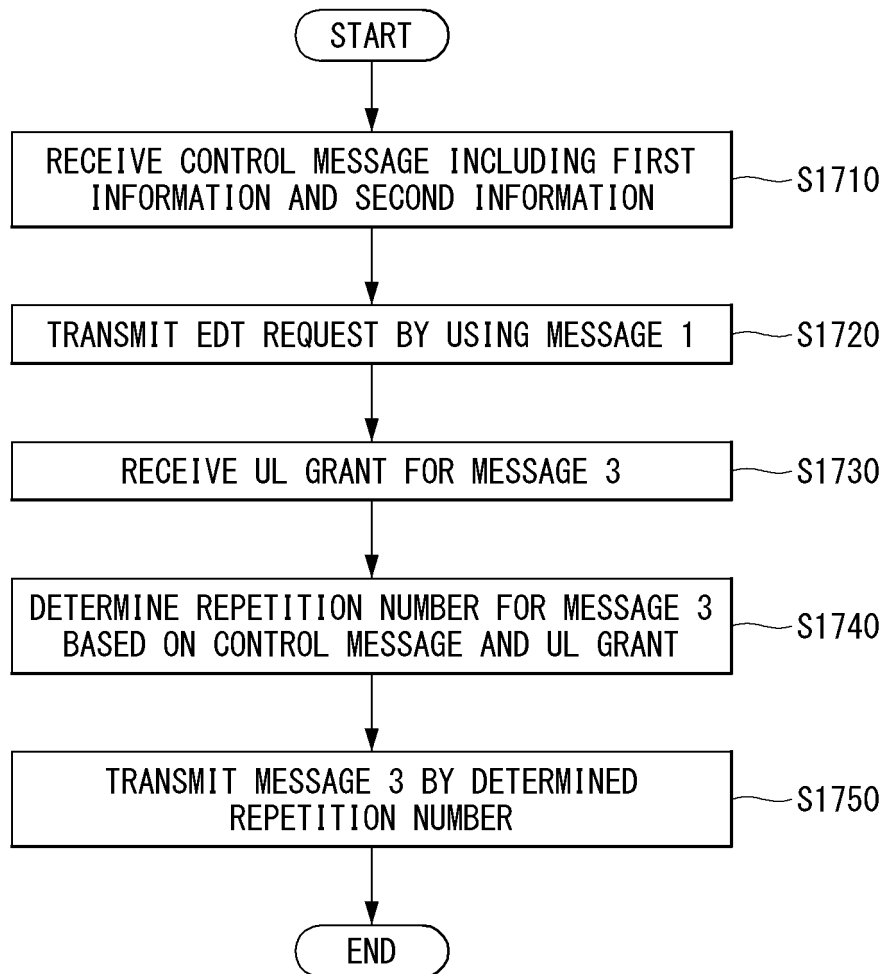 START
RECEIVE CONTROL MESSAGE INCLUDING FIRST
INFORMATION AND SECOND INFORMATION
S1710
TRANSMIT EDT REQUEST BY USING MESSAGE 1
S1720
RECEIVE UL GRANT FOR MESSAGE 3
S1730
DETERMINE REPETITION NUMBER FOR MESSAGE 3
BASED ON CONTROL MESSAGE AND UL GRANT
S1740
TRANSMIT MESSAGE 3 BY DETERMINED
REPETITION NUMBER
S1750
END